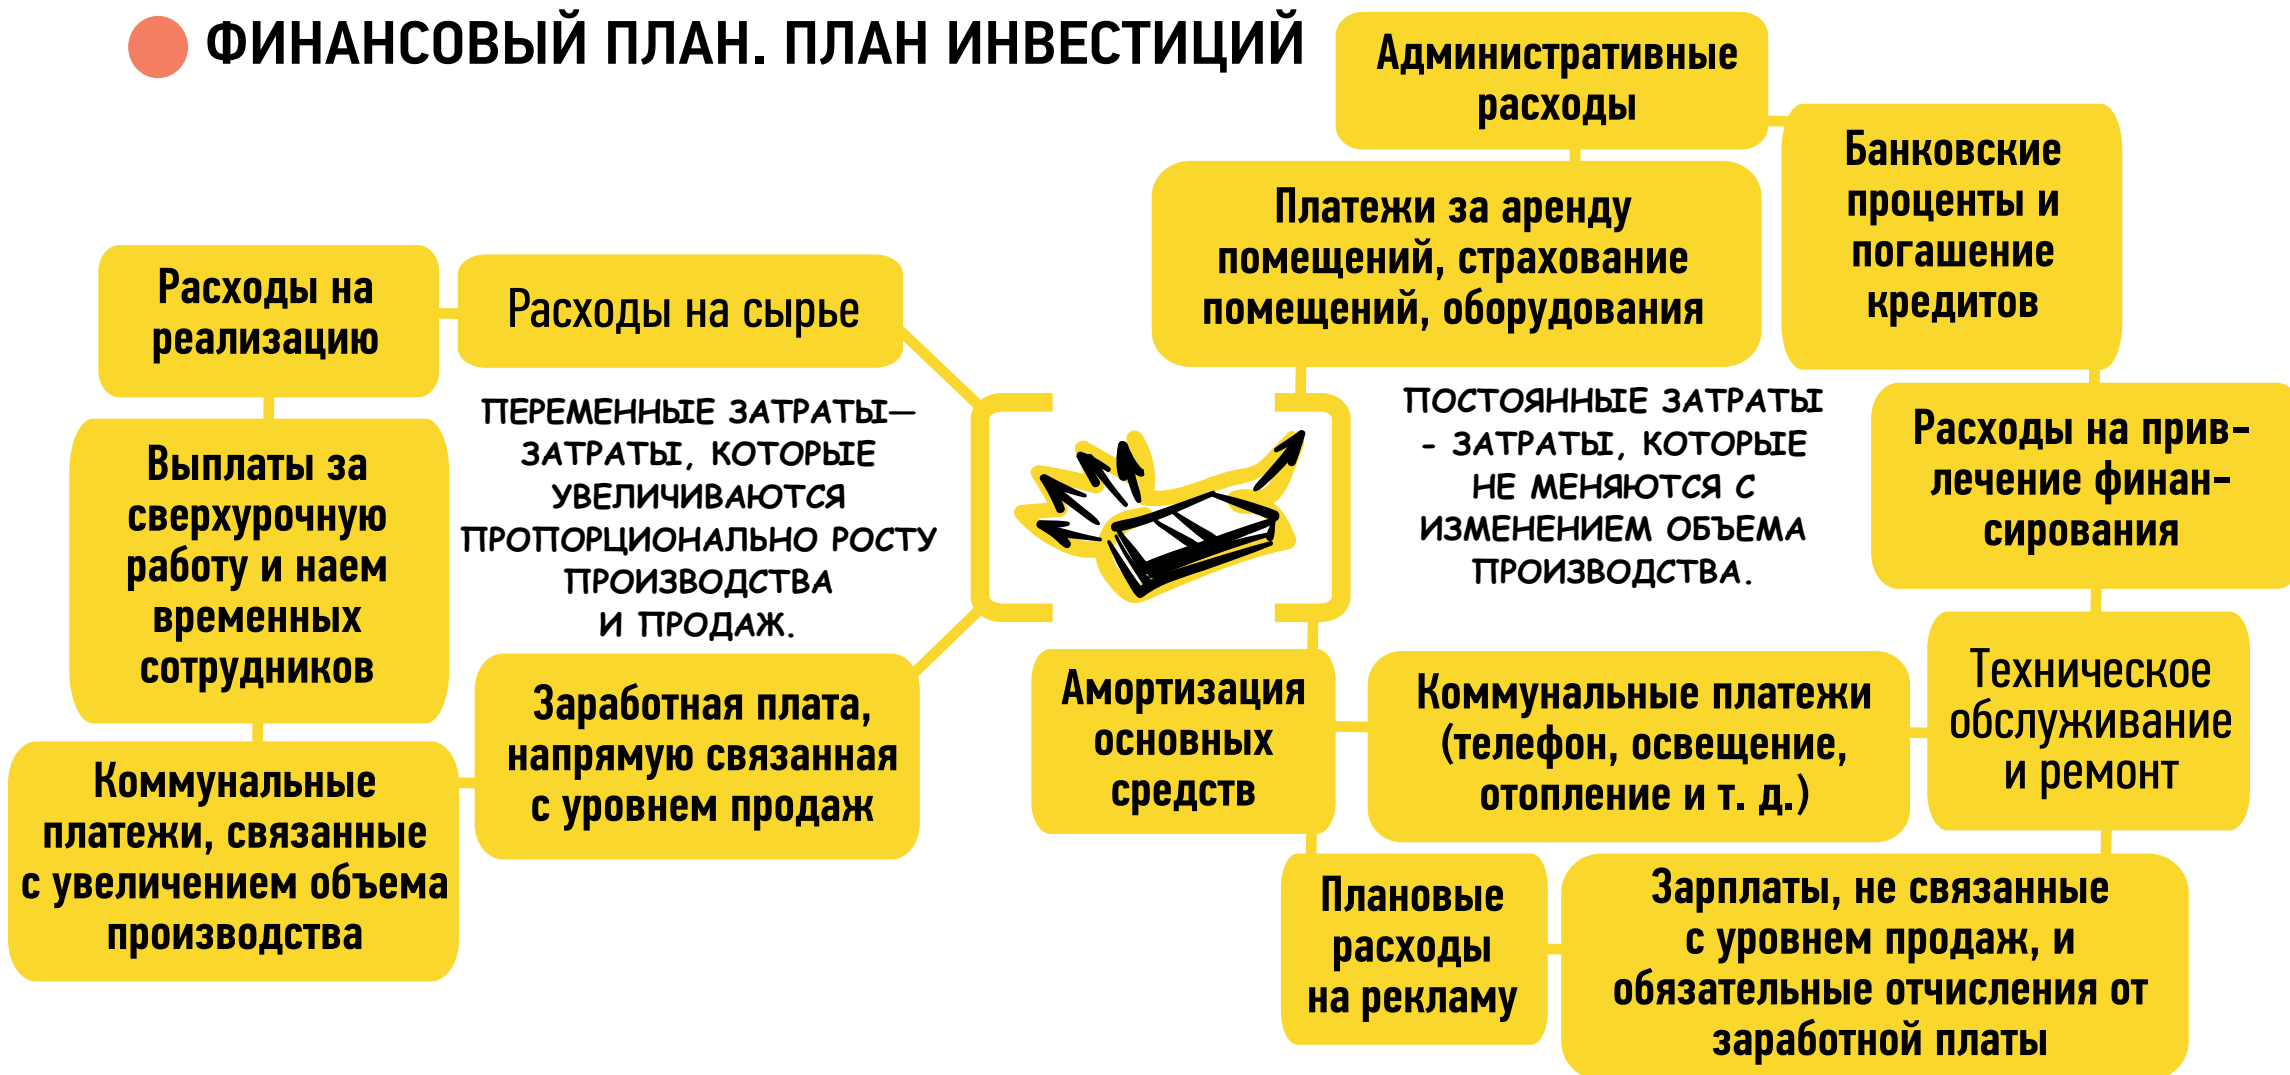 ФИНАНСОВЫЙ ПЛАН. ПЛАН ИНВЕСТИЦИЙ
Расходы на
реализацию
Расходы на сырье
Выплаты за
сверхурочную
работу и наем
временных
сотрудников
ПЕРЕМЕННЫЕ ЗАТРАТЫ—
ЗАТРАТЫ, КОТОРЫЕ
УВЕЛИЧИВАЮТСЯ
ПРОПОРЦИОНАЛЬНО РОСТУ
ПРОИЗВОДСТВА
И ПРОДАЖ.
Коммунальные
платежи, связанные
с увеличением объема
производства
Заработная плата,
напрямую связанная
с уровнем продаж
Административные
расходы
Платежи за аренду
помещений, страхование
помещений, оборудования
Банковские
проценты и
погашение
кредитов
ПОСТОЯННЫЕ ЗАТРАТЫ
- ЗАТРАТЫ, КОТОРЫЕ
НЕ МЕНЯЮТСЯ С
ИЗМЕНЕНИЕМ ОБЪЕМА
ПРОИЗВОДСТВА.
Расходы на прив-
лечение финан-
сирования
Амортизация
основных
средств
Коммунальные платежи
(телефон, освещение,
отопление и т. д.)
Техническое
обслуживание
и ремонт
Плановые
расходы
на рекламу
Зарплаты, не связанные
с уровнем продаж, и
обязательные отчисления от
заработной платы